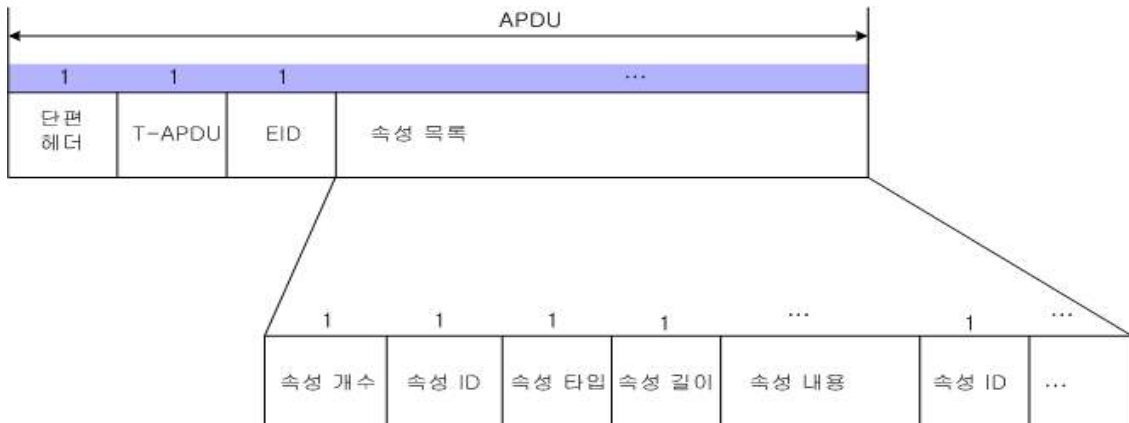 APDU
1 1 1 ...
단편
헤더
T-APDU EID 속성 목록
1 1 1 1 ... 1 ...
속성 개수 속성 ID 속성 타입 속성 길이 속성 내용 속성 ID ...